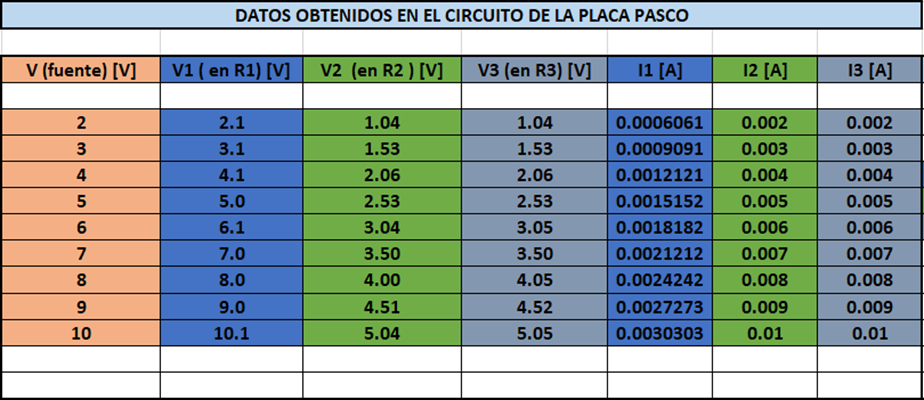 DATOS OBTENIDOS EN EL CIRCUITO DE LA PLACA PASCO
V (fuente) [V] V1 ( en R1) [V] V2 (en R2 ) [V] V3 (en R3) [V] I1 [A] I2 [A] I3 [A]
2 2.1 1.04 1.04 0.0006061 0.002 0.002
3 3.1 1.53 1.53 0.0009091 0.003 0.003
4 4.1 2.06 2.06 0.0012121 0.004 0.004
5 5.0 2.53 2.53 0.0015152 0.005 0.005
6 6.1 3.04 3.05 0.0018182 0.006 0.006
7 7.0 3.50 3.50 0.0021212 0.007 0.007
8 8.0 4.00 4.05 0.0024242 0.008 0.008
9 9.0 4.51 4.52 0.0027273 0.009 0.009
10 10.1 5.04 5.05 0.0030303 0.01 0.01